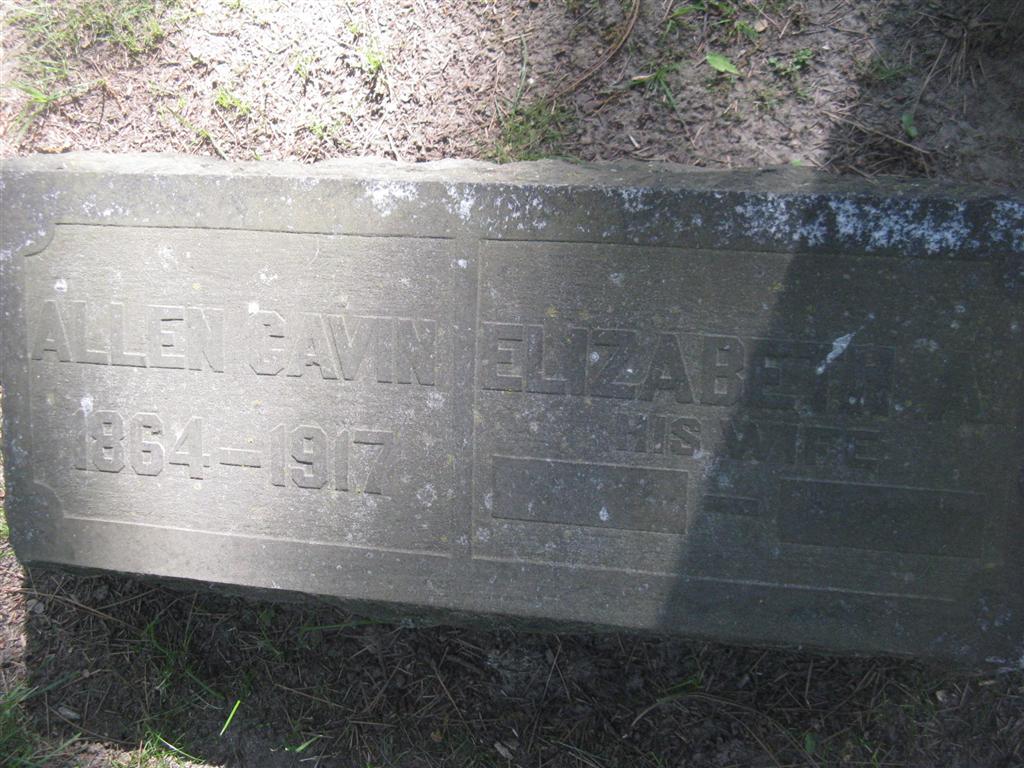 ALLEN GAVIN
1864–1917
ELIZABETH
HIS WIFE
–